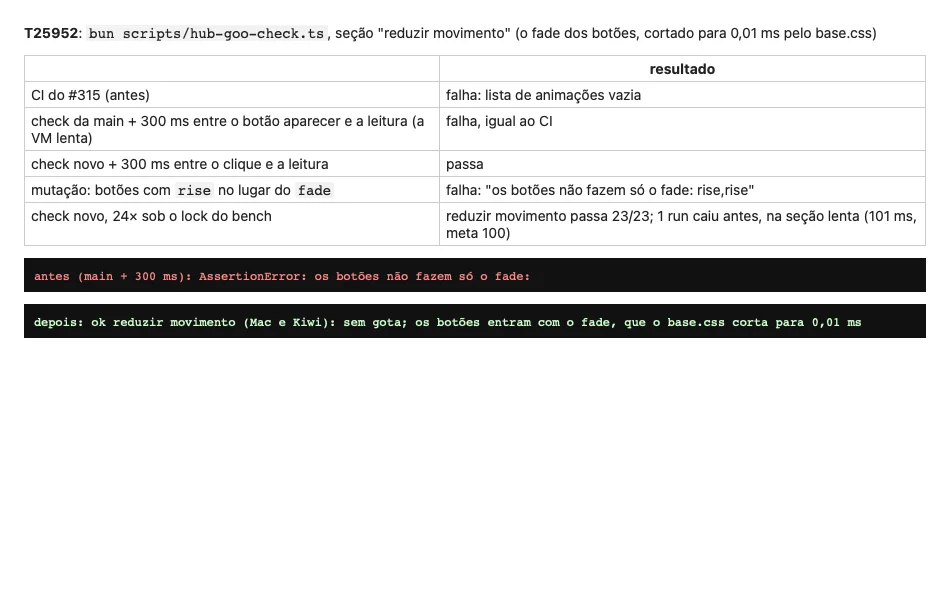 T25952: bun scripts/hub-goo-check.ts, seção "reduzir movimento" (o fade dos botões, cortado para 0,01 ms pelo base.css)
resultado
CI do #315 (antes)
falha: lista de animações vazia
check da main + 300 ms entre o botão aparecer e a leitura (a
VM lenta)
falha, igual ao CI
check novo + 300 ms entre o clique e a leitura
passa
mutação: botões com rise no lugar do fade
falha: "os botões não fazem só o fade: rise,rise"
check novo, 24× sob o lock do bench
reduzir movimento passa 23/23; 1 run caiu antes, na seção lenta (101 ms,
meta 100)
antes (main + 300 ms): AssertionError: os botões não fazem só o fade:
depois: ok reduzir movimento (Mac e Kiwi): sem gota; os botões entram com o fade, que o base.css corta para 0,01 ms